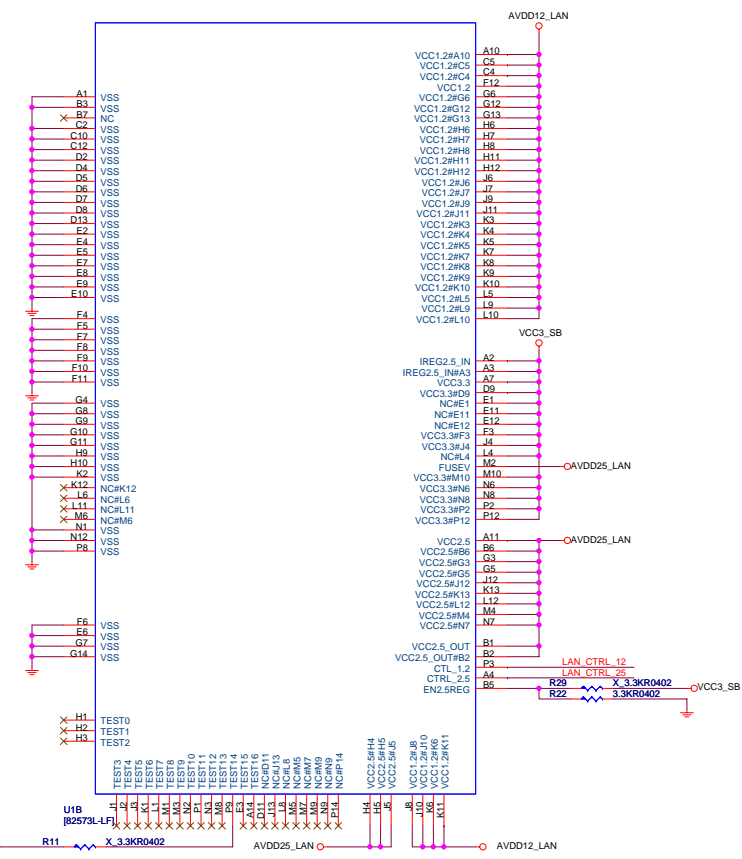 AVDD12_LAN
VCC1.2#A10 A10
VCC1.2#C5 C5
VCC1.2#C4 C4
VCC1.2 F12
VCC1.2#G6 G6
VCC1.2#G12 G12
VCC1.2#G13 G13
VCC1.2#H6 H6
VCC1.2#H7 H7
VCC1.2#H8 H8
VCC1.2#H11 H11
VCC1.2#H12 H12
VCC1.2#J6 J6
VCC1.2#J7 J7
VCC1.2#J9 J9
VCC1.2#J11 J11
VCC1.2#K3 K3
VCC1.2#K4 K4
VCC1.2#K5 K5
VCC1.2#K7 K7
VCC1.2#K8 K8
VCC1.2#K9 K9
VCC1.2#K10 K10
VCC1.2#L5 L5
VCC1.2#L9 L9
VCC1.2#L10 L10
A1 VSS
B3 VSS
B7 NC
C2 VSS
C10 VSS
C12 VSS
D2 VSS
D4 VSS
D5 VSS
D6 VSS
D7 VSS
D8 VSS
D13 VSS
E2 VSS
E4 VSS
E5 VSS
E7 VSS
E8 VSS
E9 VSS
E10 VSS
F4 VSS
F5 VSS
F7 VSS
F8 VSS
F9 VSS
F10 VSS
F11 VSS
G4 VSS
G8 VSS
G9 VSS
G10 VSS
G11 VSS
H9 VSS
H10 VSS
K2 VSS
K12 NC#K12
L6 NC#L6
L11 NC#L11
M6 NC#M6
N1 VSS
N12 VSS
P8 VSS
F6 VSS
E6 VSS
G7 VSS
G14 VSS
H1 TEST0
H2 TEST1
H3 TEST2
VCC3_SB
IREG2.5_IN A2
IREG2.5_IN#A3 A3
VCC3.3 A7
VCC3.3#D9 D9
NC#E1 E1
NC#E11 E11
NC#E12 E12
VCC3.3#F3 F3
VCC3.3#J4 J4
NC#L4 L4
FUSEV M2 AVDD25_LAN
VCC3.3#M10 M10
VCC3.3#N6 N6
VCC3.3#N8 N8
VCC3.3#P2 P2
VCC3.3#P12 P12
VCC2.5 A11 AVDD25_LAN
VCC2.5#B6 B6
VCC2.5#G3 G3
VCC2.5#G5 G5
VCC2.5#J12 J12
VCC2.5#K13 K13
VCC2.5#L12 L12
VCC2.5#M4 M4
VCC2.5#N7 N7
VCC2.5_OUT B1
VCC2.5_OUT#B2 B2
CTL_1.2 P3 LAN_CTRL_12
CTRL_2.5 A4 LAN_CTRL_25
EN2.5REG B5 R29 X_3.3KR0402 VCC3_SB
R22 3.3KR0402
TEST3 J1
TEST4 J2
TEST5 J3
TEST6 K1
TEST7 L1
TEST8 M1
TEST9 M3
TEST10 N2
TEST11 P1
TEST12 N3
TEST13 M8
TEST14 P9
TEST15 E3
TEST16 A14
NC#D11 D11
NC#J13 J13
NC#L8 L8
NC#M5 M5
NC#M7 M7
NC#M9 M9
NC#N9 N9
NC#P14 P14
VCC2.5#H4 H4
VCC2.5#H5 H5
VCC2.5#J5 J5
VCC1.2#J8 J8
VCC1.2#J10 J10
VCC1.2#K6 K6
VCC1.2#K11 K11
U1B
[82573L-LF]
R11 X_3.3KR0402
AVDD25_LAN
AVDD12_LAN